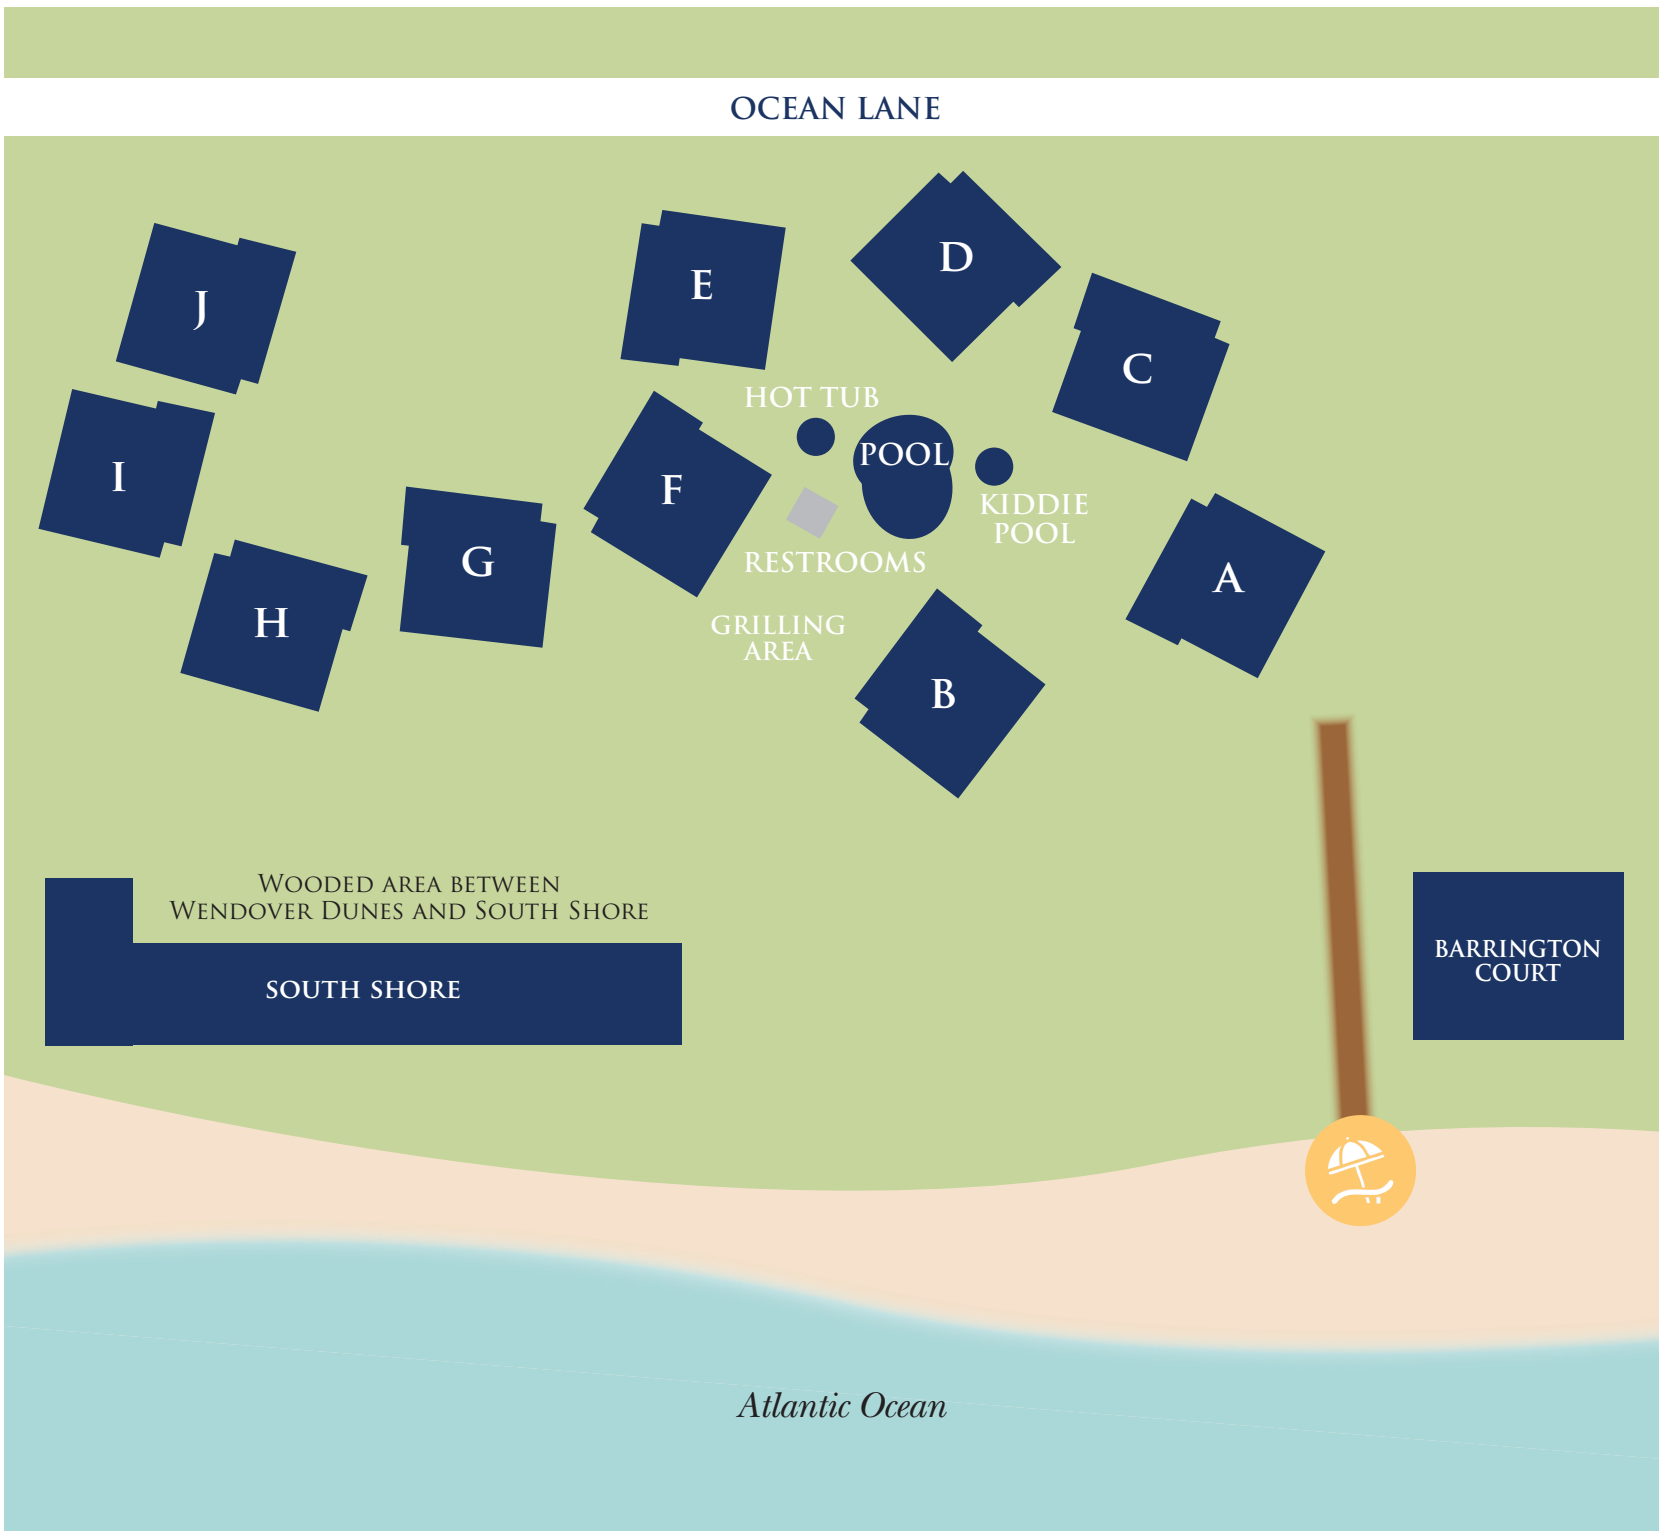 OCEAN LANE
D
E
J
C
HOT TUB
POOL
I
F
KIDDIE
POOL
G
RESTROOMS
A
H
GRILLING
AREA
B
WOODED AREA BETWEEN
WENDOVER DUNES AND SOUTH SHORE
BARRINGTON
COURT
SOUTH SHORE
Atlantic Ocean